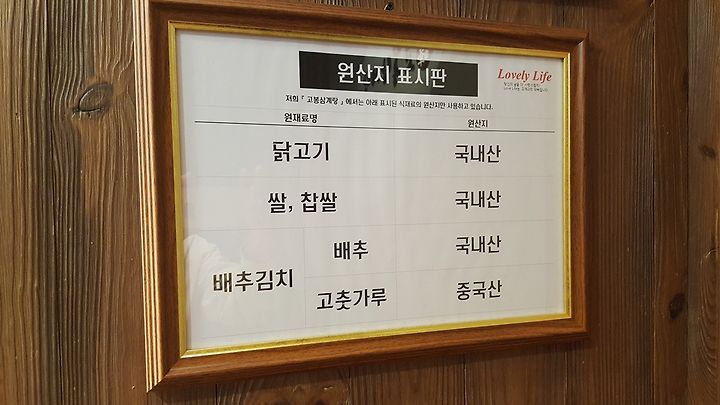 원산지 표시판
Lovely Life
저희 『 고봉삼계탕 』 에서는 아래 표시된 식재료의 원산지만 사용하고 있습니다.
원재료명 원산지
닭고기 국내산
쌀, 찹쌀 국내산
배추김치 배추 국내산
고춧가루 중국산